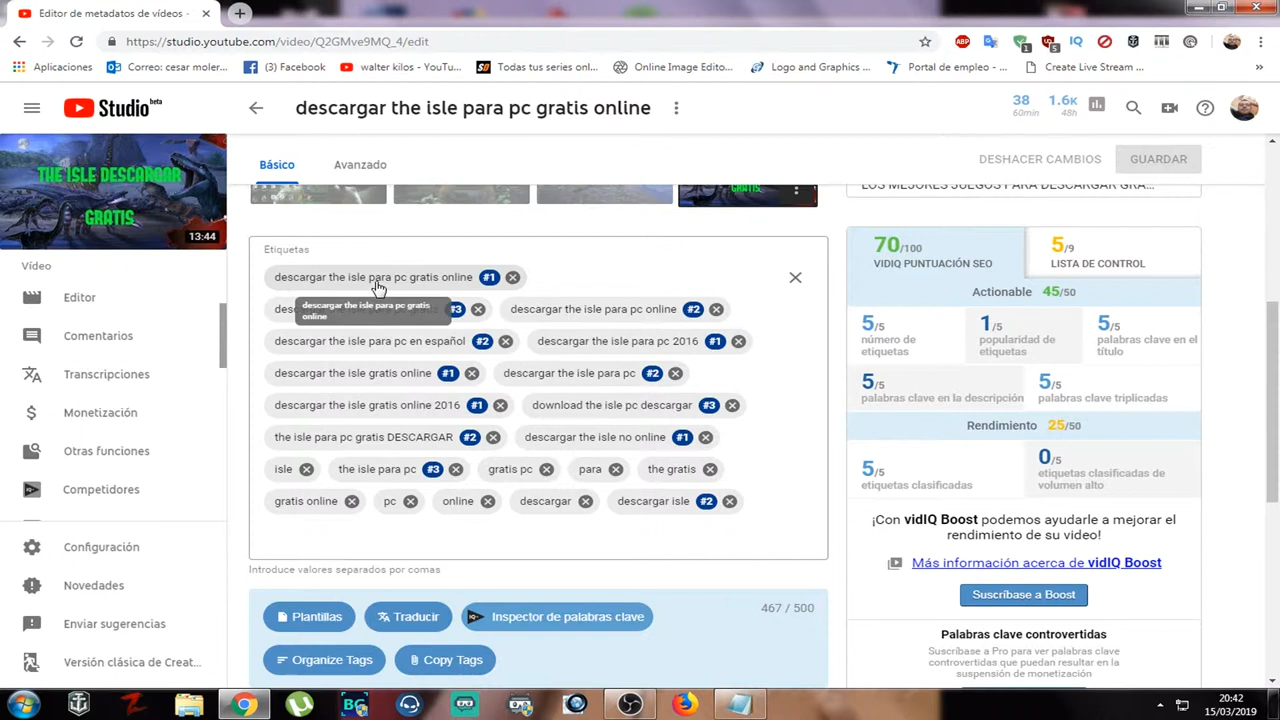 Editor de metadatos de vídeos -
https://studio.youtube.com/video/Q2GMve9MQ_4/edit
Aplicaciones
Correo: cesar moler...
(3) Facebook
walter kilos - YouTu...
Todas tus series onl...
Online Image Edito...
Logo and Graphics ...
Portal de empleo -...
Create Live Stream ...
»
Studio beta
descargar the isle para pc gratis online
38
60min
1.6K
48h
THE ISLE DESCARGAR
GRATIS
13:44
Básico
Avanzado
DESHACER CAMBIOS
GUARDAR
LOS MEJORES JUEGOS PARA DESCARGAR GRA...
Vídeo
Editor
Comentarios
Transcripciones
Monetización
Otras funciones
Competidores
Configuración
Novedades
Enviar sugerencias
Versión clásica de Creat...
Etiquetas
descargar the isle para pc gratis online #1
descargar the isle para pc gratis
online
#3
descargar the isle para pc online #2
descargar the isle para pc en español #2
descargar the isle para pc 2016 #1
descargar the isle gratis online #1
descargar the isle para pc #2
descargar the isle gratis online 2016 #1
download the isle pc descargar #3
the isle para pc gratis DESCARGAR #2
descargar the isle no online #1
isle
the isle para pc #3
gratis pc
para
the gratis
gratis online
pc
online
descargar
descargar isle #2
Introduce valores separados por comas
Plantillas
Traducir
Inspector de palabras clave
467 / 500
Organize Tags
Copy Tags
70/100
VIDIQ PUNTUACIÓN SEO
5/9
LISTA DE CONTROL
Actionable 45/50
5/5
número de
etiquetas
1/5
popularidad de
etiquetas
5/5
palabras clave en el
título
5/5
palabras clave en la descripción
5/5
palabras clave triplicadas
Rendimiento 25/50
5/5
etiquetas clasificadas
0/5
etiquetas clasificadas de
volumen alto
¡Con vidIQ Boost podemos ayudarle a mejorar el
rendimiento de su video!
Más información acerca de vidIQ Boost
Suscríbase a Boost
Palabras clave controvertidas
Suscríbase a Pro para ver palabras clave
controvertidas que puedan resultar en la
suspensión de monetización
20:42
15/03/2019